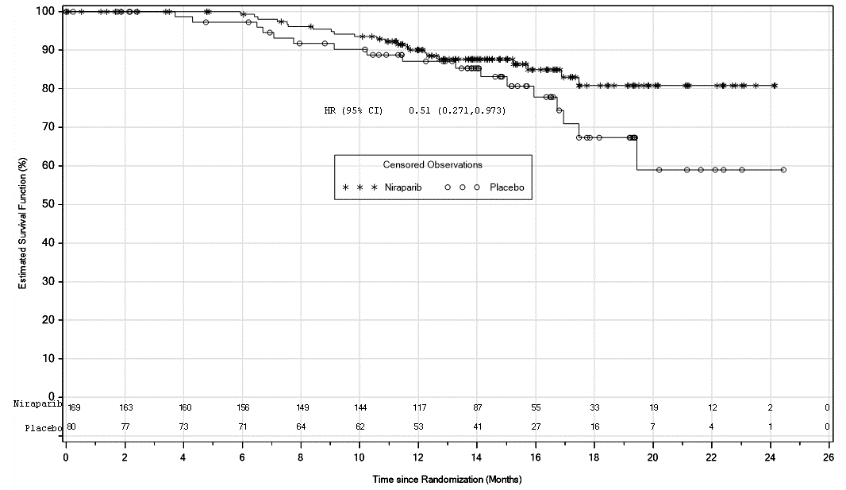 100
90
80
70
60
50
40
30
20
10
0
Estimated Survival Function (%)
HR (95% CI) 0.51 (0.271,0.973)
Censored Observations
Niraparib Placebo
Niraparib 169 163 160 156 149 144 117 87 55 33 19 12 2 0
Placebo 80 77 73 71 64 62 53 41 27 16 7 4 1 0
0 2 4 6 8 10 12 14 16 18 20 22 24 26
Time since Randomization (Months)